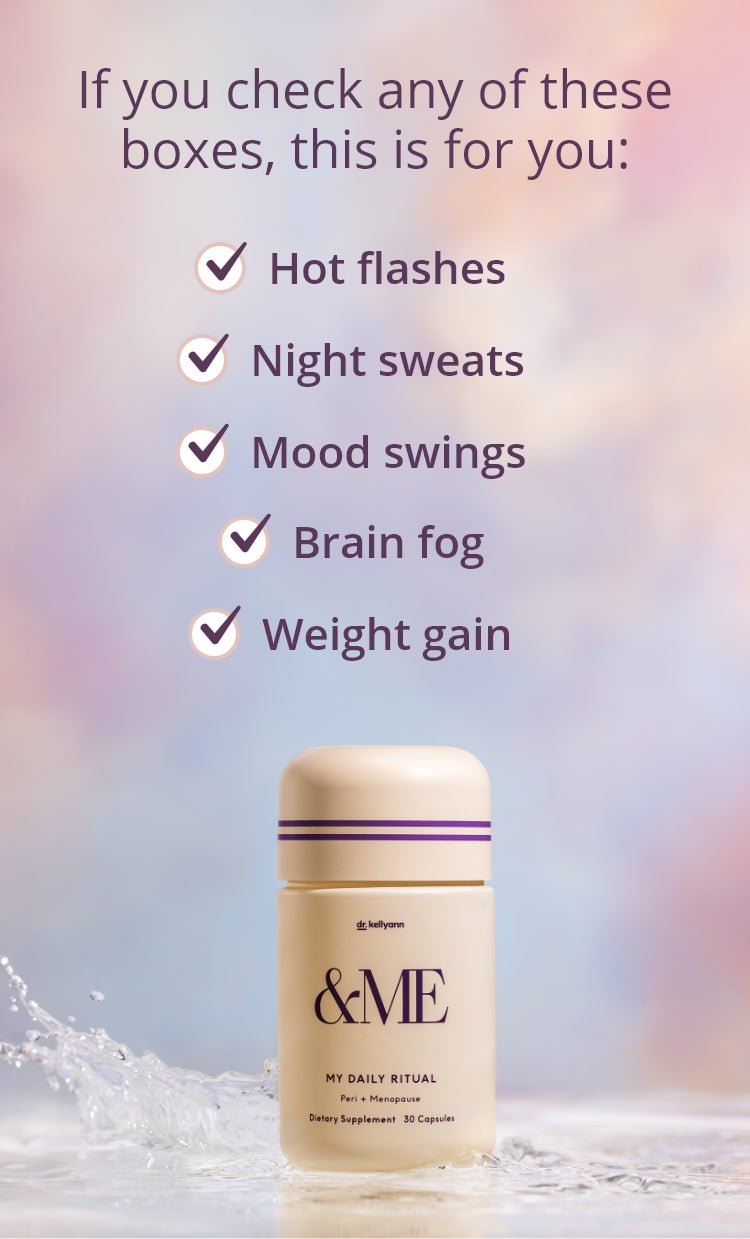 If you check any of these
boxes, this is for you:
Hot flashes
Night sweats
Mood swings
Brain fog
Weight gain
dr. kellyann
&ME
MY DAILY RITUAL
Peri + Menopause
Dietary Supplement 30 Capsules